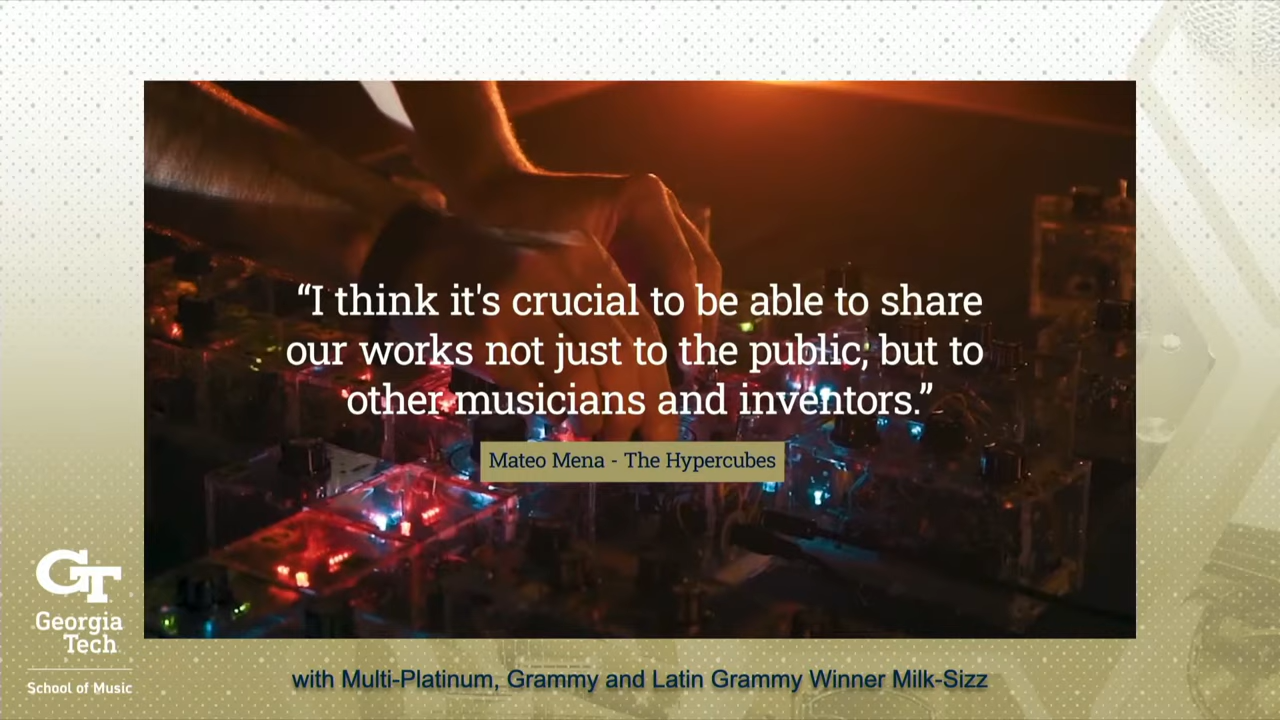 “I think it's crucial to be able to share
our works not just to the public, but to
other musicians and inventors.”
Mateo Mena - The Hypercubes
GT
Georgia
Tech
School of Music
with Multi-Platinum, Grammy and Latin Grammy Winner Milk-Sizz